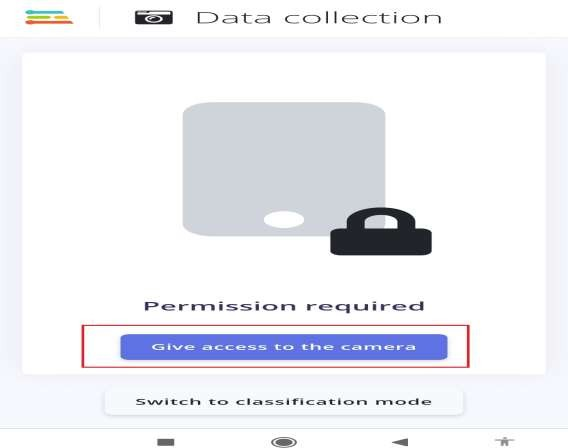 Data collection
Permission required
Give access to the camera
Switch to classification mode